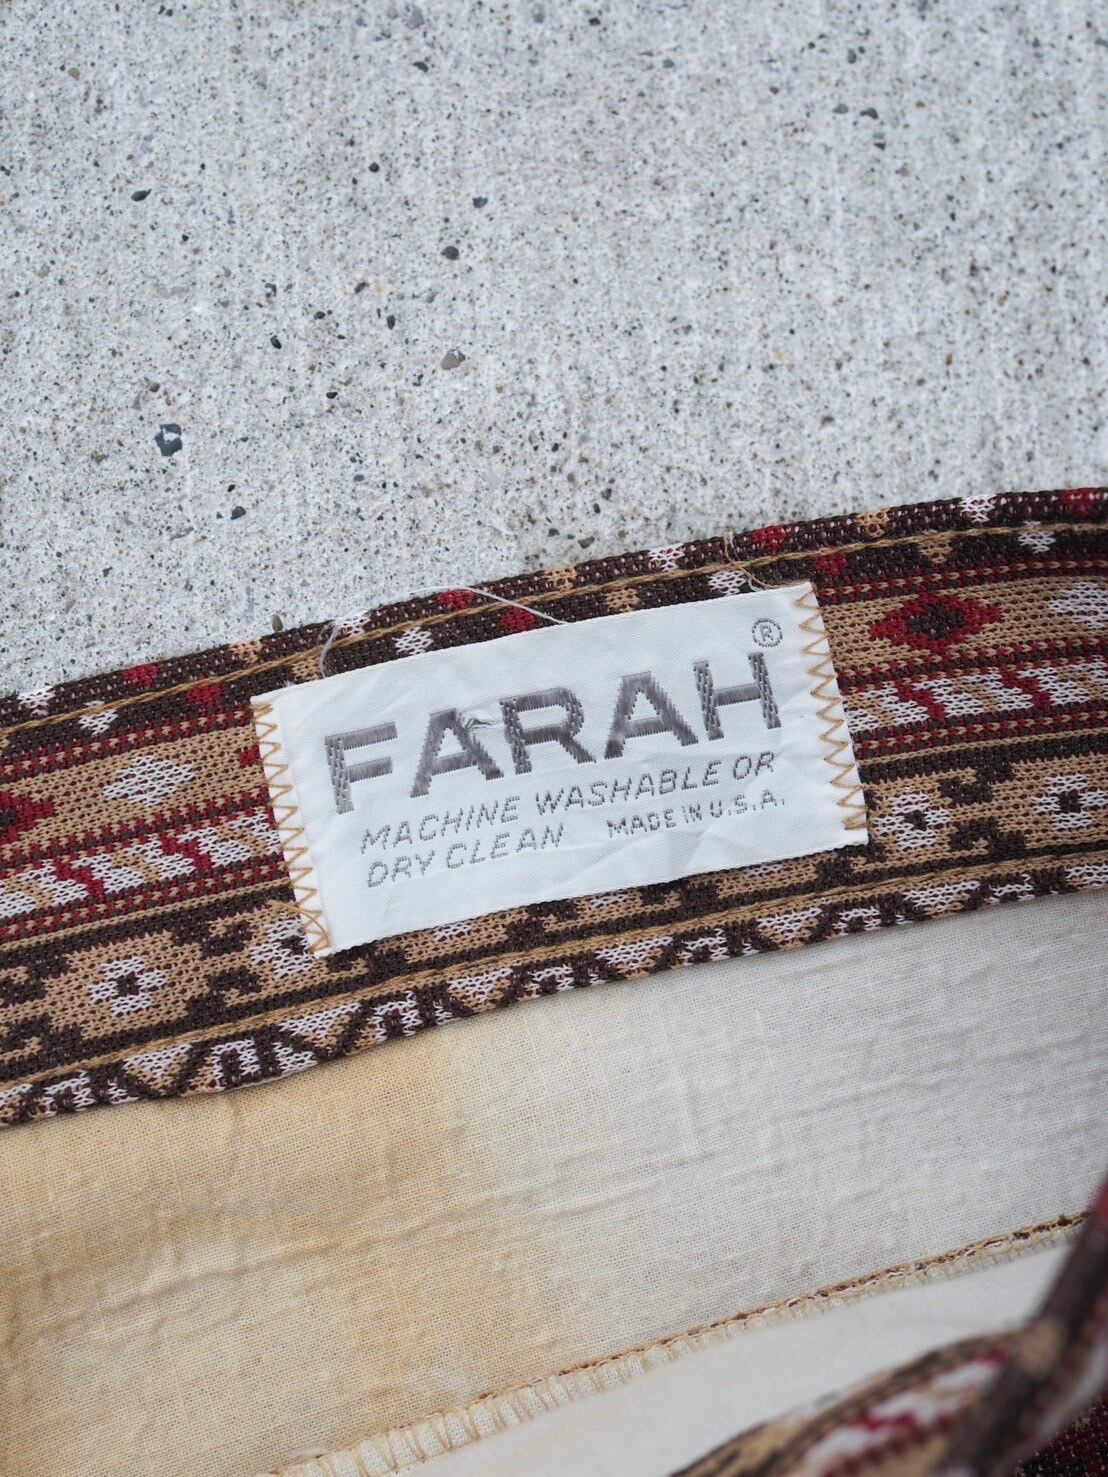 FARAH®
MACHINE WASHABLE OR
DRY CLEAN MADE IN U.S.A.